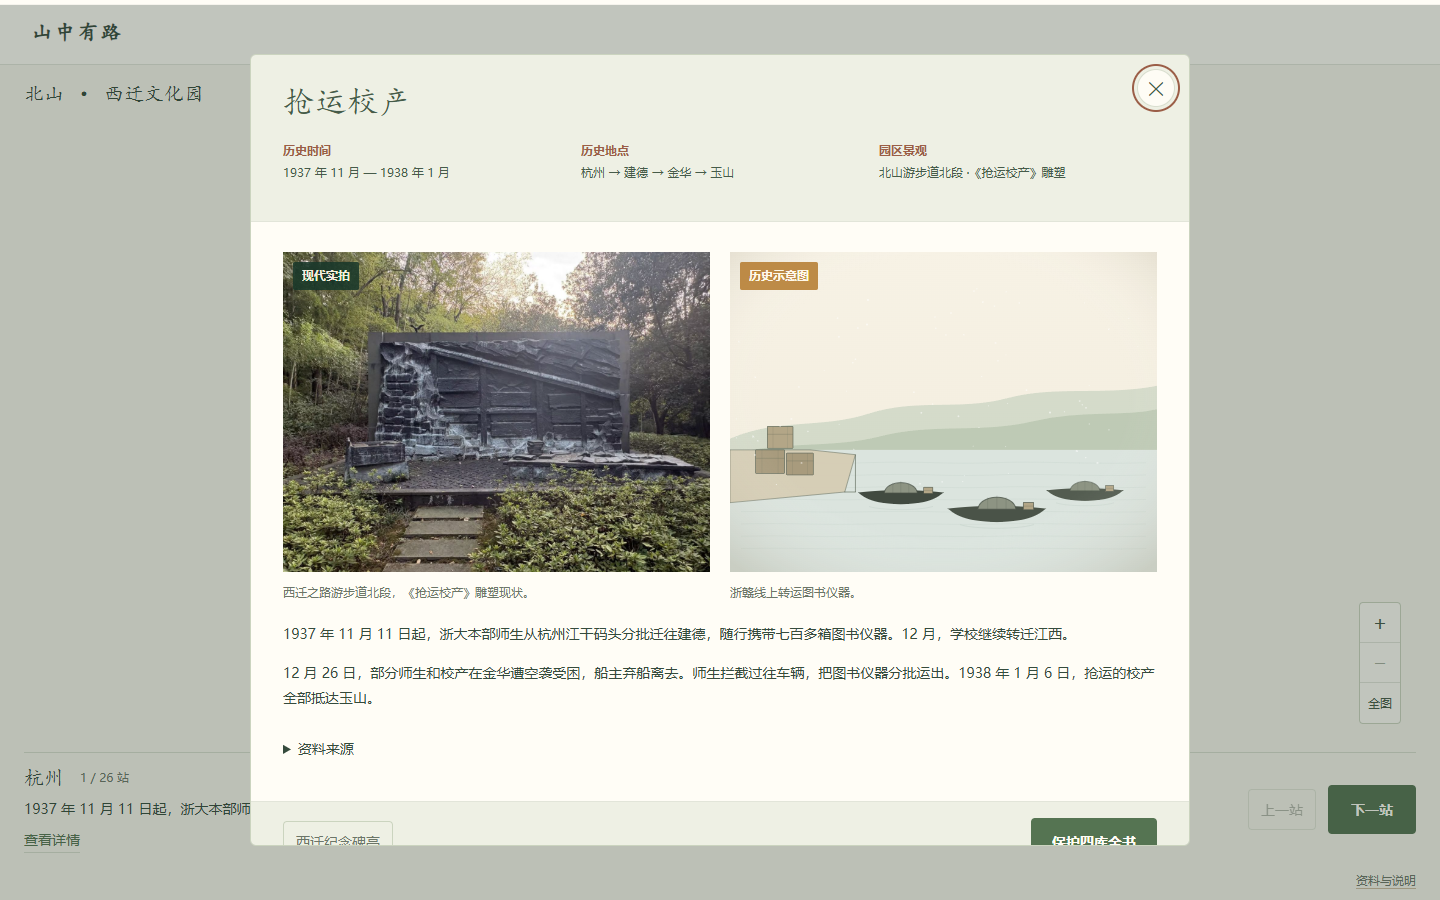 山中有路
北山 • 西迁文化园
抢运校产
历史时间
1937 年 11 月 — 1938 年 1 月
历史地点
杭州 → 建德 → 金华 → 玉山
园区景观
北山游步道北段 ·《抢运校产》雕塑
现代实拍
历史示意图
西迁之路游步道北段，《抢运校产》雕塑现状。
浙赣线上转运图书仪器。
1937 年 11 月 11 日起，浙大本部师生从杭州江干码头分批迁往建德，随行携带七百多箱图书仪器。12 月，学校继续转迁江西。
12 月 26 日，部分师生和校产在金华遭空袭受困，船主弃船离去。师生拦截过往车辆，把图书仪器分批运出。1938 年 1 月 6 日，抢运的校产
全部抵达玉山。
▶ 资料来源
西迁纪念碑亭
保护四库全书
+
−
全图
杭州 1 / 26 站
1937 年 11 月 11 日起，浙大本部师
查看详情
上一站
下一站
资料与说明